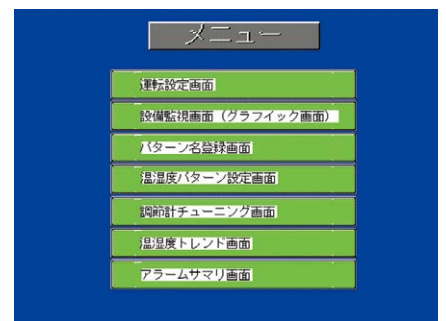 メニュー
運転設定画面
設備監視画面（グラフィック画面）
パターン名登録画面
温湿度パターン設定画面
調節計チューニング画面
温湿度トレンド画面
アラームサマリ画面